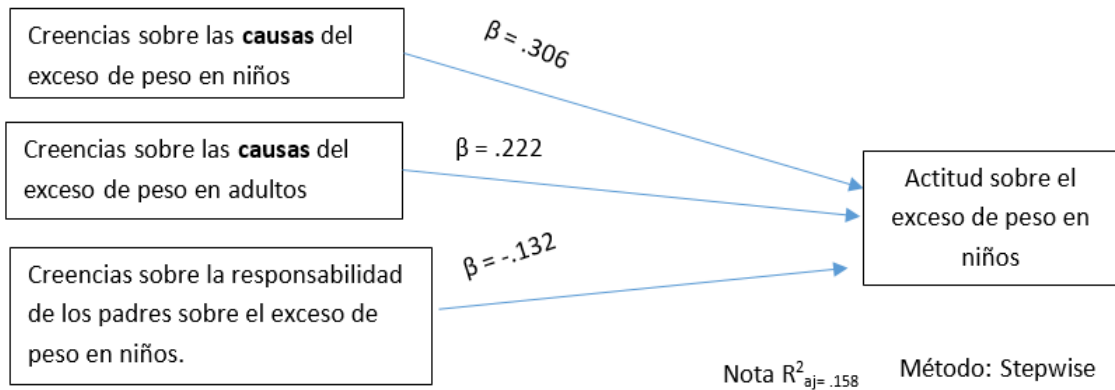 Creencias sobre las causas del
exceso de peso en niños
β = .306
Creencias sobre las causas del
exceso de peso en adultos
β = .222
Actitud sobre el
exceso de peso en
niños
Creencias sobre la responsabilidad
de los padres sobre el exceso de
peso en niños.
β = -.132
Nota R²aj= .158
Método: Stepwise